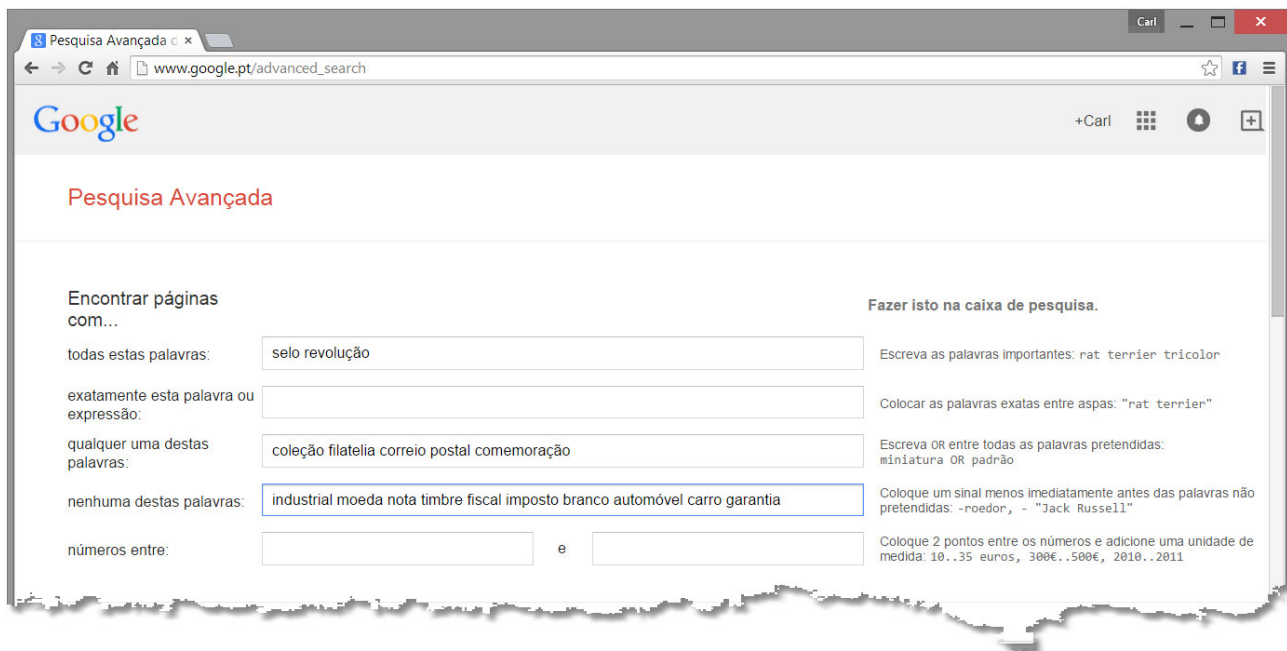 Carl
Pesquisa Avançada d
www.google.pt/advanced_search
Google
+Carl
Pesquisa Avançada
Encontrar páginas
com...
Fazer isto na caixa de pesquisa.
todas estas palavras:
selo revolução
Escreva as palavras importantes: rat terrier tricolor
exatamente esta palavra ou
expressão:
Colocar as palavras exatas entre aspas: "rat terrier"
qualquer uma destas
palavras:
coleção filatelia correio postal comemoração
Escreva OR entre todas as palavras pretendidas:
miniatura OR padrão
nenhuma destas palavras:
industrial moeda nota timbre fiscal imposto branco automóvel carro garantia
Coloque um sinal menos imediatamente antes das palavras não
pretendidas: -roedor, - "Jack Russell"
números entre:
e
Coloque 2 pontos entre os números e adicione uma unidade de
medida: 10..35 euros, 300€..500€, 2010..2011